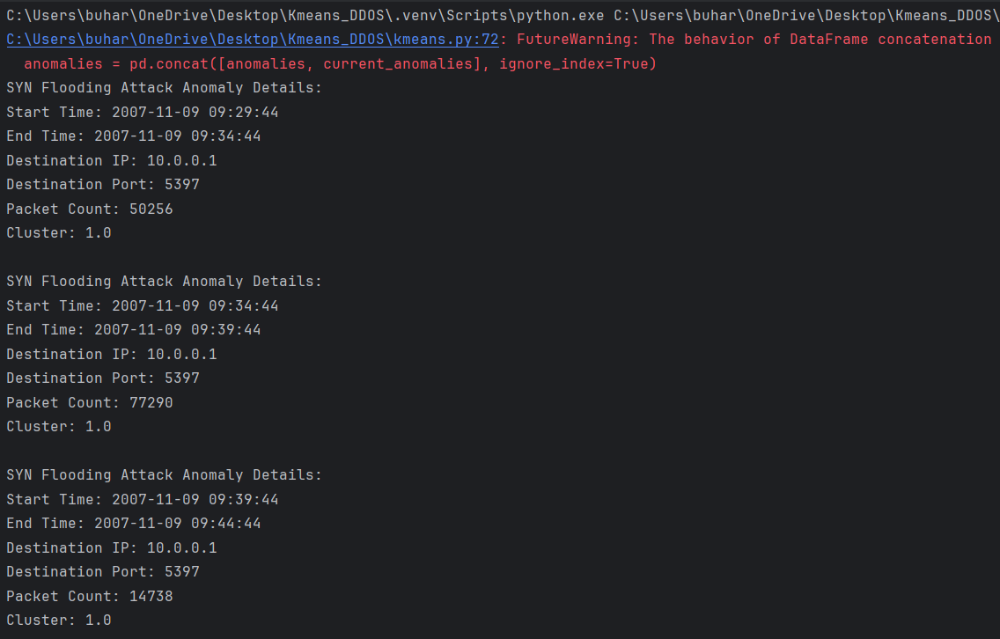 C:\Users\buhar\OneDrive\Desktop\Kmeans_DDOS\.venv\Scripts\python.exe C:\Users\buhar\OneDrive\Desktop\Kmeans_DDOS\
C:\Users\buhar\OneDrive\Desktop\Kmeans_DDOS\kmeans.py:72: FutureWarning: The behavior of DataFrame concatenation
anomalies = pd.concat([anomalies, current_anomalies], ignore_index=True)
SYN Flooding Attack Anomaly Details:
Start Time: 2007-11-09 09:29:44
End Time: 2007-11-09 09:34:44
Destination IP: 10.0.0.1
Destination Port: 5397
Packet Count: 50256
Cluster: 1.0
SYN Flooding Attack Anomaly Details:
Start Time: 2007-11-09 09:34:44
End Time: 2007-11-09 09:39:44
Destination IP: 10.0.0.1
Destination Port: 5397
Packet Count: 77290
Cluster: 1.0
SYN Flooding Attack Anomaly Details:
Start Time: 2007-11-09 09:39:44
End Time: 2007-11-09 09:44:44
Destination IP: 10.0.0.1
Destination Port: 5397
Packet Count: 14738
Cluster: 1.0